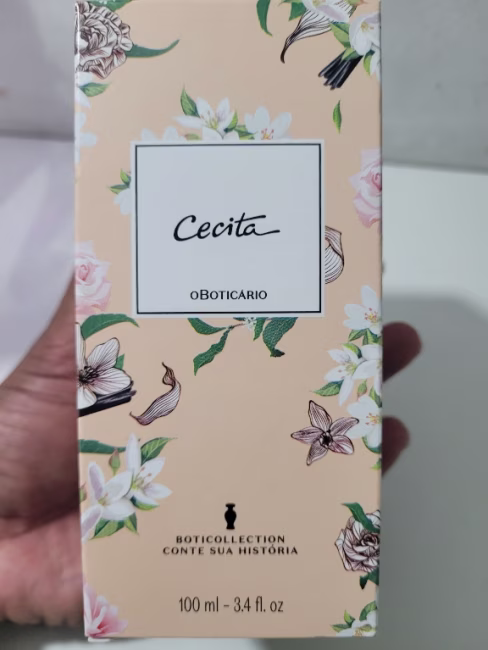 Cecita
oBOTICÁRIO
BOTICOLLECTION
CONTE SUA HISTÓRIA
100 ml - 3.4 fl. oz